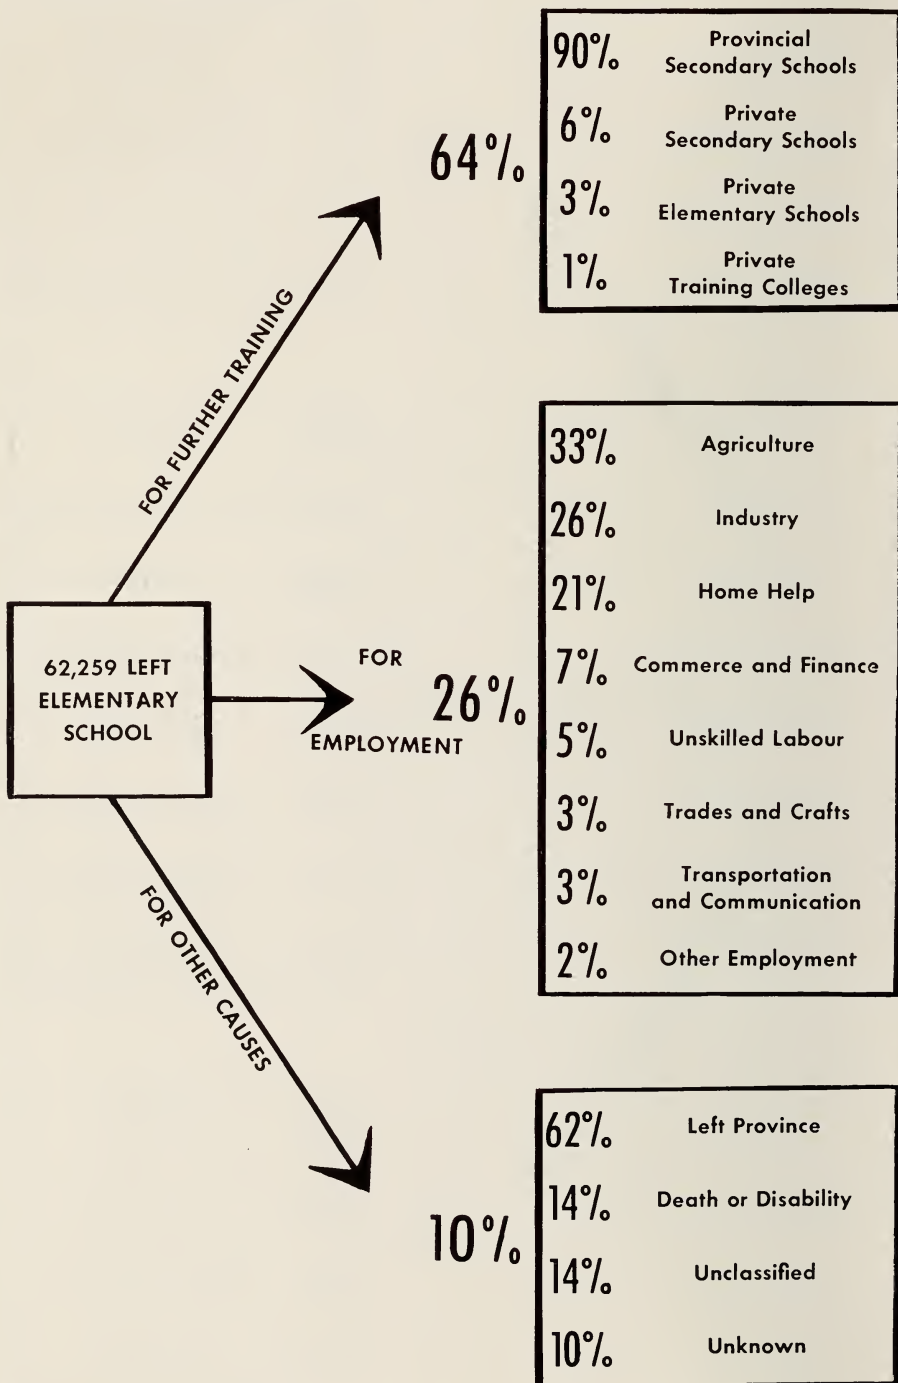 64%
90% Provincial
Secondary Schools
6% Private
Secondary Schools
3% Private
Elementary Schools
1% Private
Training Colleges
FOR FURTHER TRAINING
62,259 LEFT
ELEMENTARY
SCHOOL
FOR
EMPLOYMENT
26%
33% Agriculture
26% Industry
21% Home Help
7% Commerce and Finance
5% Unskilled Labour
3% Trades and Crafts
3% Transportation
and Communication
2% Other Employment
FOR OTHER CAUSES
10%
62% Left Province
14% Death or Disability
14% Unclassified
10% Unknown